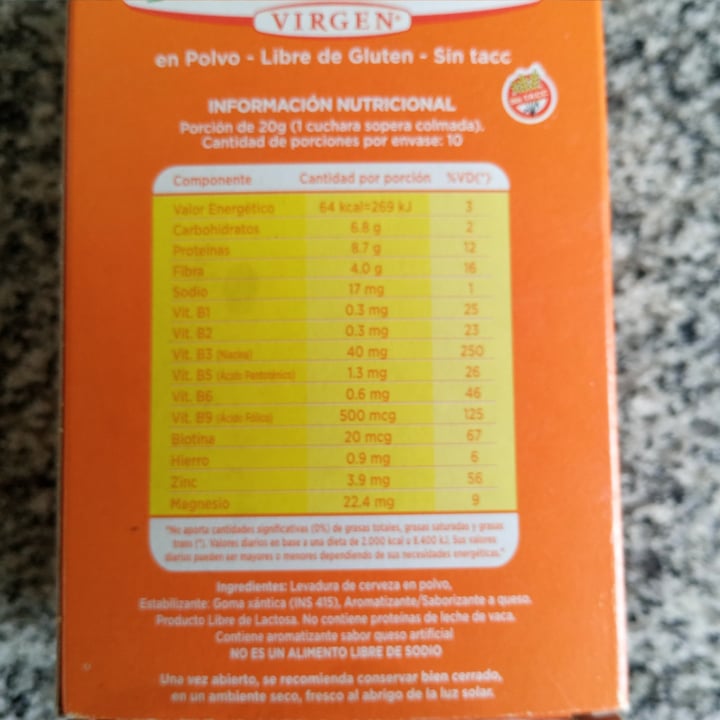 VIRGEN®
en Polvo - Libre de Gluten - Sin tacc
SIN T.A.C.C.
INFORMACIÓN NUTRICIONAL
Porción de 20g (1 cuchara sopera colmada).
Cantidad de porciones por envase: 10
Componente Cantidad por porción %VD(*)
Valor Energético 64 kcal=269 kJ 3
Carbohidratos 6.8 g 2
Proteínas 8.7 g 12
Fibra 4.0 g 16
Sodio 17 mg 1
Vit. B1 0.3 mg 25
Vit. B2 0.3 mg 23
Vit. B3 (Niacina) 40 mg 250
Vit. B5 (Ácido Pantoténico) 1.3 mg 26
Vit. B6 0.6 mg 46
Vit. B9 (Ácido Fólico) 500 mcg 125
Biotina 20 mcg 67
Hierro 0.9 mg 6
Zinc 3.9 mg 56
Magnesio 22.4 mg 9
"No aporta cantidades significativas (0%) de grasas totales, grasas saturadas y grasas
trans (*). Valores diarios en base a una dieta de 2.000 kcal u 8.400 kJ. Sus valores
diarios pueden ser mayores o menores dependiendo de sus necesidades energéticas."
Ingredientes: Levadura de cerveza en polvo,
Estabilizante: Goma xántica (INS 415), Aromatizante/Saborizante a queso.
Producto Libre de Lactosa. No contiene proteínas de leche de vaca.
Contiene aromatizante sabor queso artificial
NO ES UN ALIMENTO LIBRE DE SODIO
Una vez abierto, se recomienda conservar bien cerrado,
en un ambiente seco, fresco al abrigo de la luz solar.